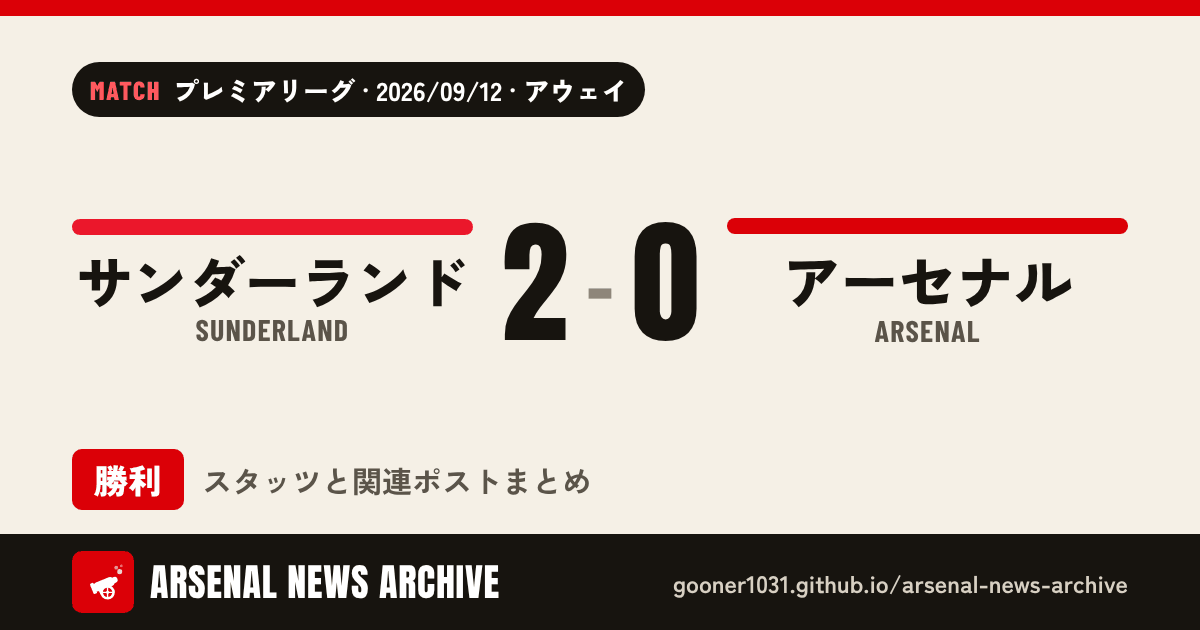 MATCH プレミアリーグ · 2026/09/12 · アウェイ
サンダーランド 2 - 0 アーセナル
SUNDERLAND ARSENAL
勝利 スタッツと関連ポストまとめ
ARSENAL NEWS ARCHIVE gooner1031.github.io/arsenal-news-archive